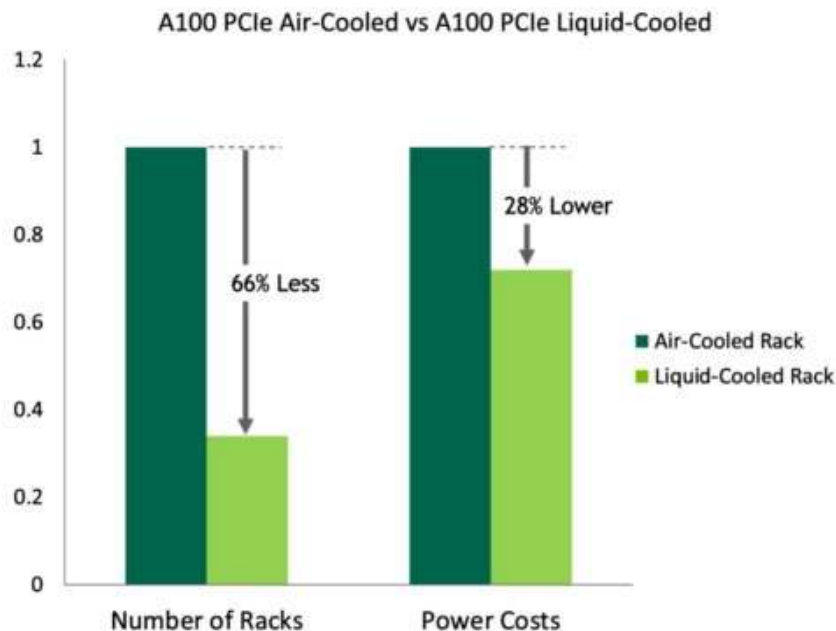 A100 PCIe Air-Cooled vs A100 PCIe Liquid-Cooled
1.2
1
0.8
0.6
0.4
0.2
0
66% Less
28% Lower
Air-Cooled Rack
Liquid-Cooled Rack
Number of Racks
Power Costs